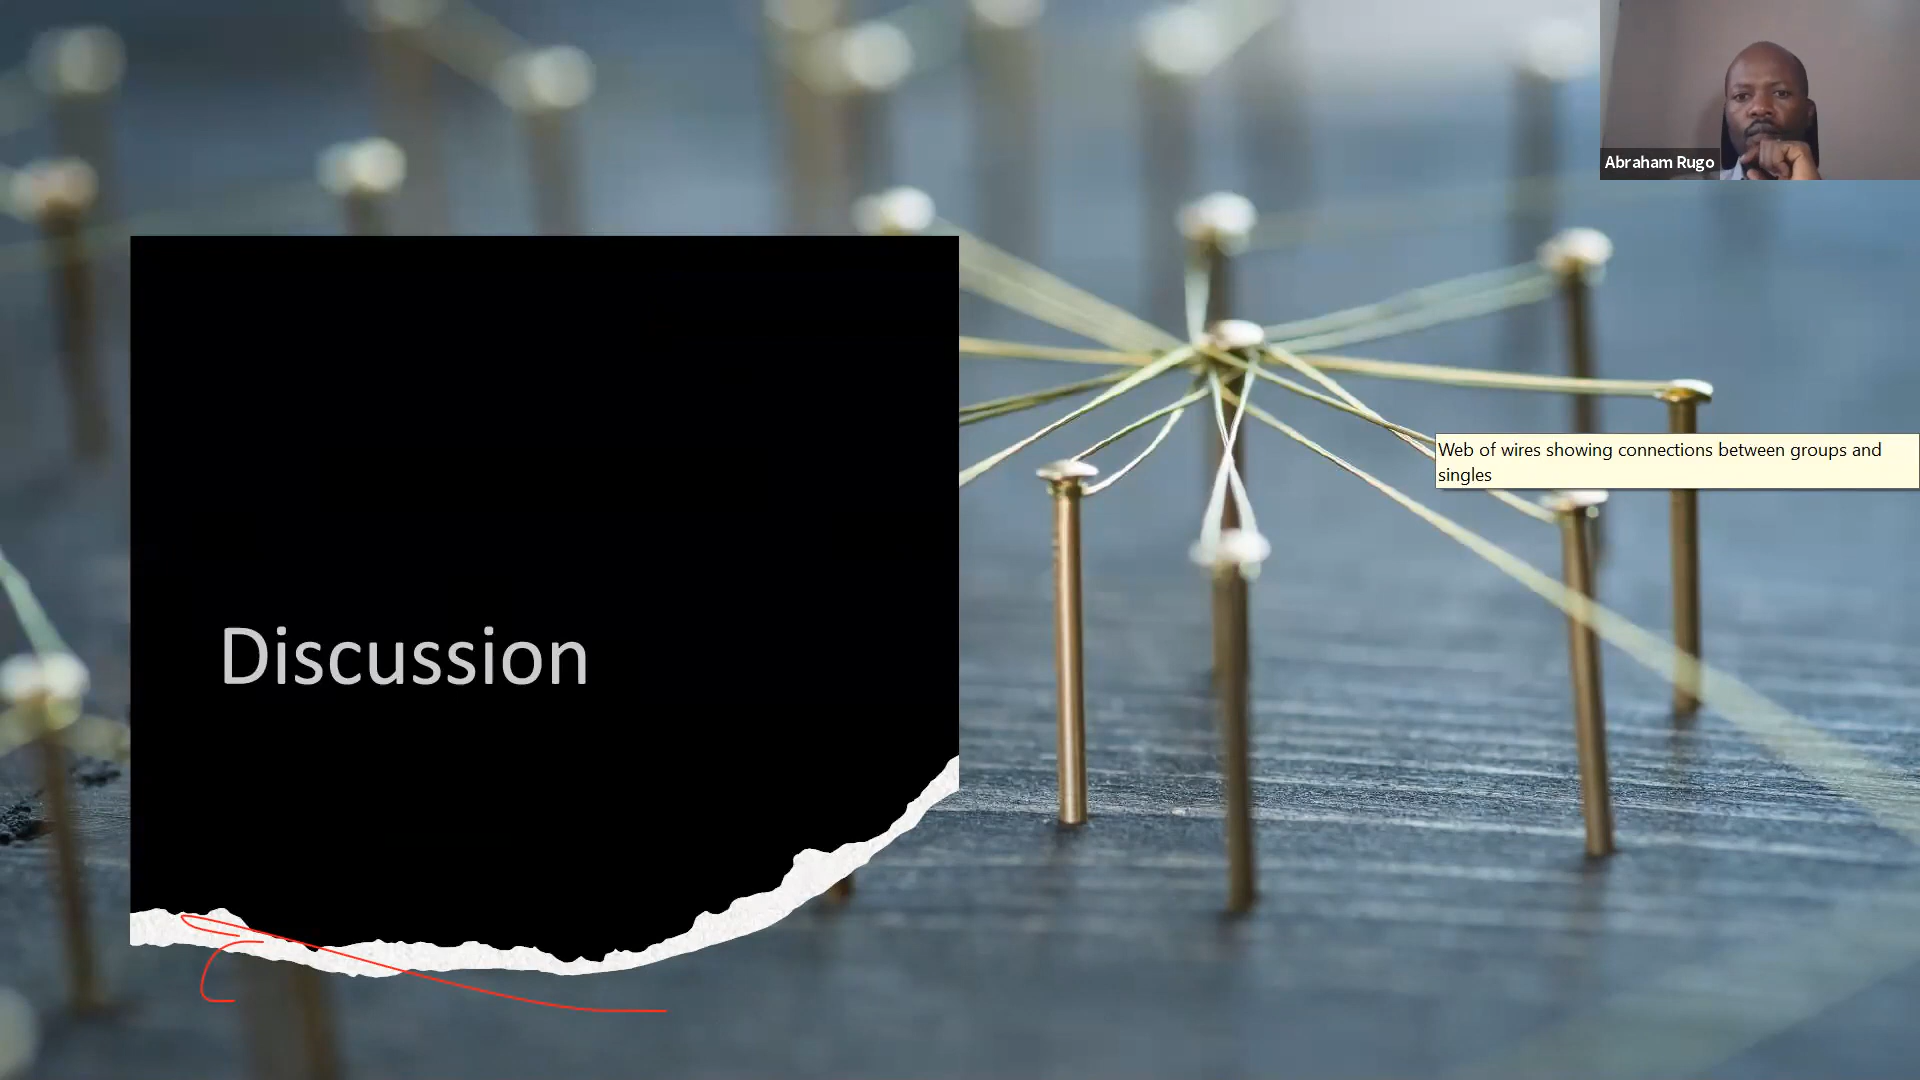 Abraham Rugo
Web of wires showing connections between groups and
singles
Discussion